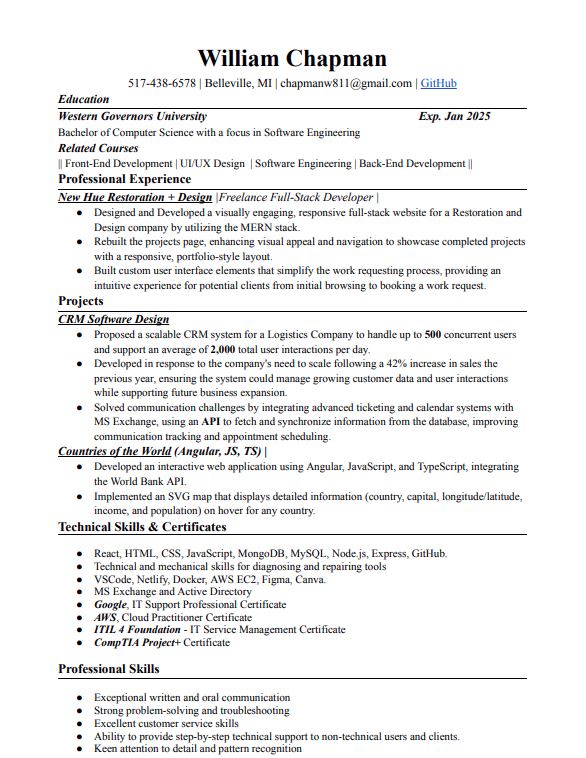 William Chapman
517-438-6578 | Belleville, MI | chapmanw811@gmail.com | GitHub
Education
Western Governors University Exp. Jan 2025
Bachelor of Computer Science with a focus in Software Engineering
Related Courses
|| Front-End Development | UI/UX Design | Software Engineering | Back-End Development ||
Professional Experience
New Hue Restoration + Design |Freelance Full-Stack Developer |
● Designed and Developed a visually engaging, responsive full-stack website for a Restoration and
Design company by utilizing the MERN stack.
● Rebuilt the projects page, enhancing visual appeal and navigation to showcase completed projects
with a responsive, portfolio-style layout.
● Built custom user interface elements that simplify the work requesting process, providing an
intuitive experience for potential clients from initial browsing to booking a work request.
Projects
CRM Software Design
● Proposed a scalable CRM system for a Logistics Company to handle up to 500 concurrent users
and support an average of 2,000 total user interactions per day.
● Developed in response to the company's need to scale following a 42% increase in sales the
previous year, ensuring the system could manage growing customer data and user interactions
while supporting future business expansion.
● Solved communication challenges by integrating advanced ticketing and calendar systems with
MS Exchange, using an API to fetch and synchronize information from the database, improving
communication tracking and appointment scheduling.
Countries of the World (Angular, JS, TS) |
● Developed an interactive web application using Angular, JavaScript, and TypeScript, integrating
the World Bank API.
● Implemented an SVG map that displays detailed information (country, capital, longitude/latitude,
income, and population) on hover for any country.
Technical Skills & Certificates
● React, HTML, CSS, JavaScript, MongoDB, MySQL, Node.js, Express, GitHub.
● Technical and mechanical skills for diagnosing and repairing tools
● VSCode, Netlify, Docker, AWS EC2, Figma, Canva.
● MS Exchange and Active Directory
● Google, IT Support Professional Certificate
● AWS, Cloud Practitioner Certificate
● ITIL 4 Foundation - IT Service Management Certificate
● CompTIA Project+ Certificate
Professional Skills
● Exceptional written and oral communication
● Strong problem-solving and troubleshooting
● Excellent customer service skills
● Ability to provide step-by-step technical support to non-technical users and clients.
● Keen attention to detail and pattern recognition